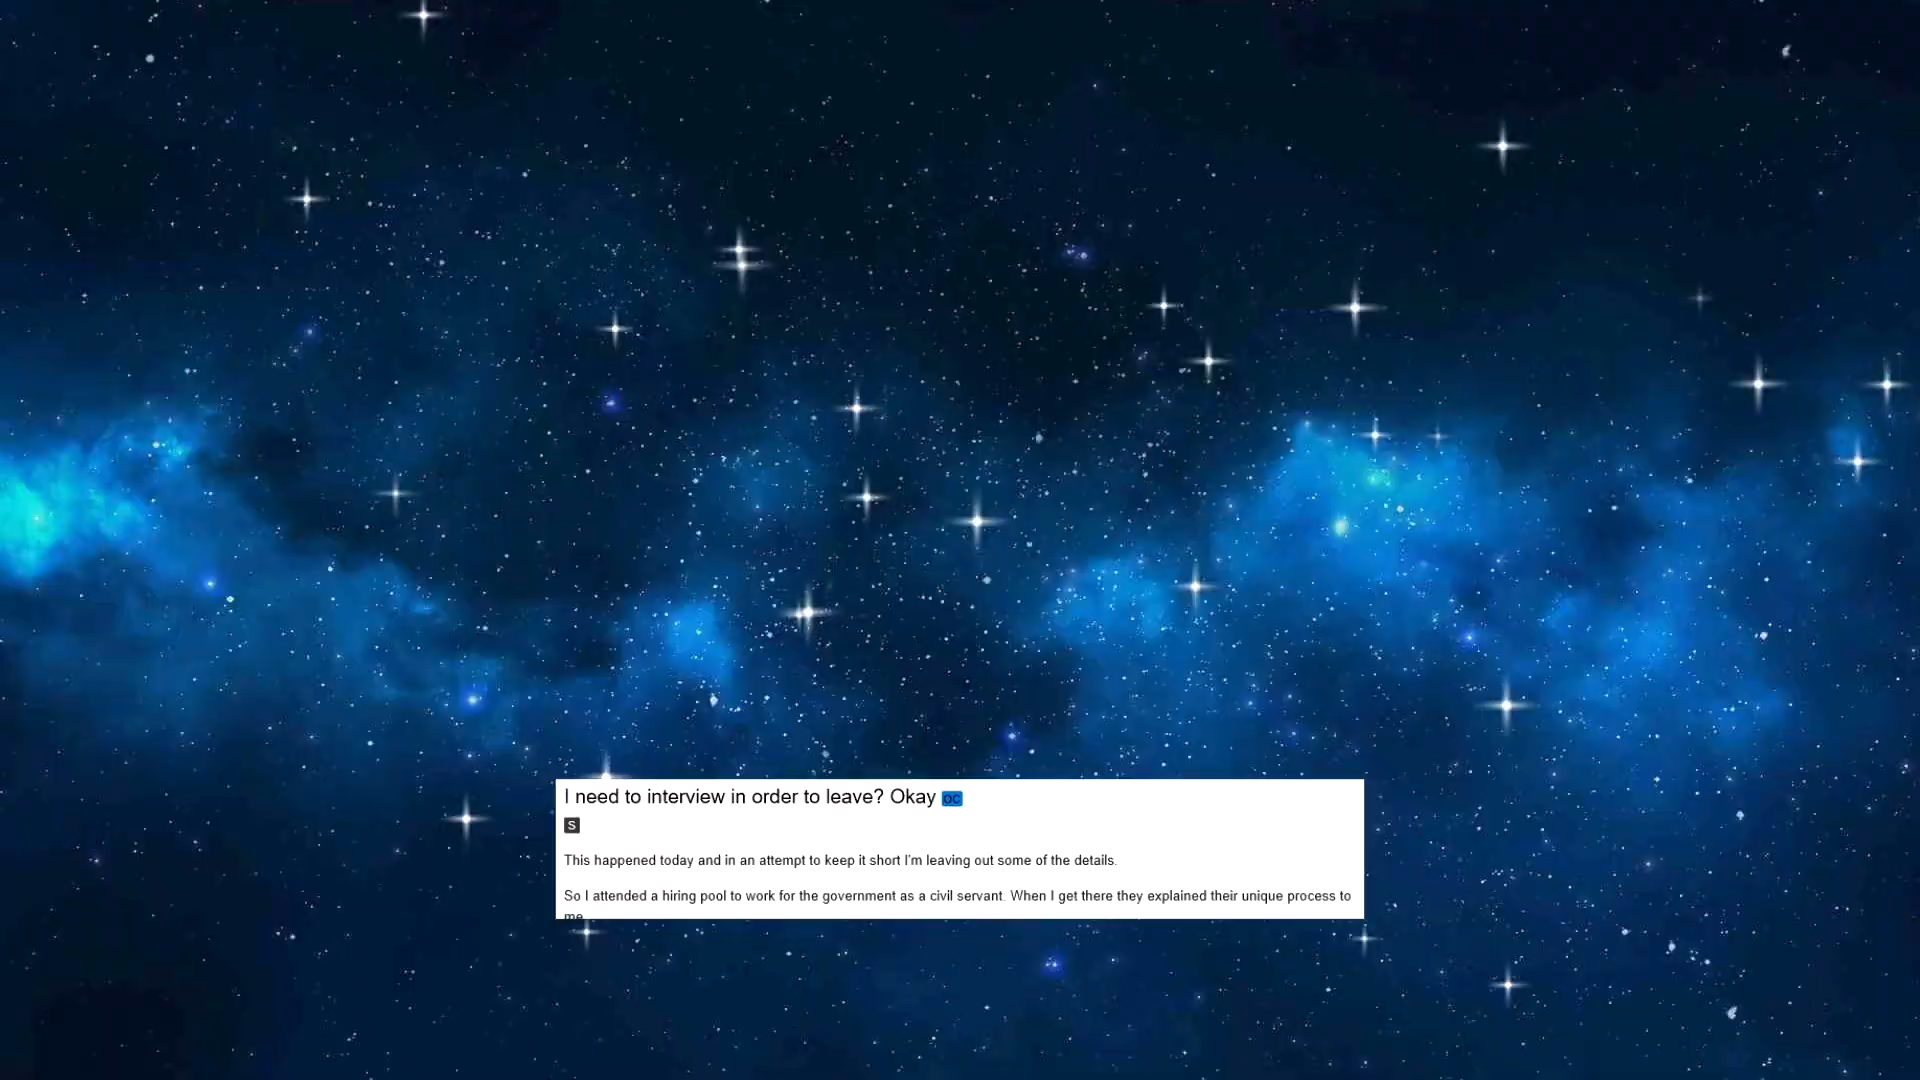 I need to interview in order to leave? Okay oc
S
This happened today and in an attempt to keep it short I'm leaving out some of the details.
So I attended a hiring pool to work for the government as a civil servant. When I get there they explained their unique process to
me